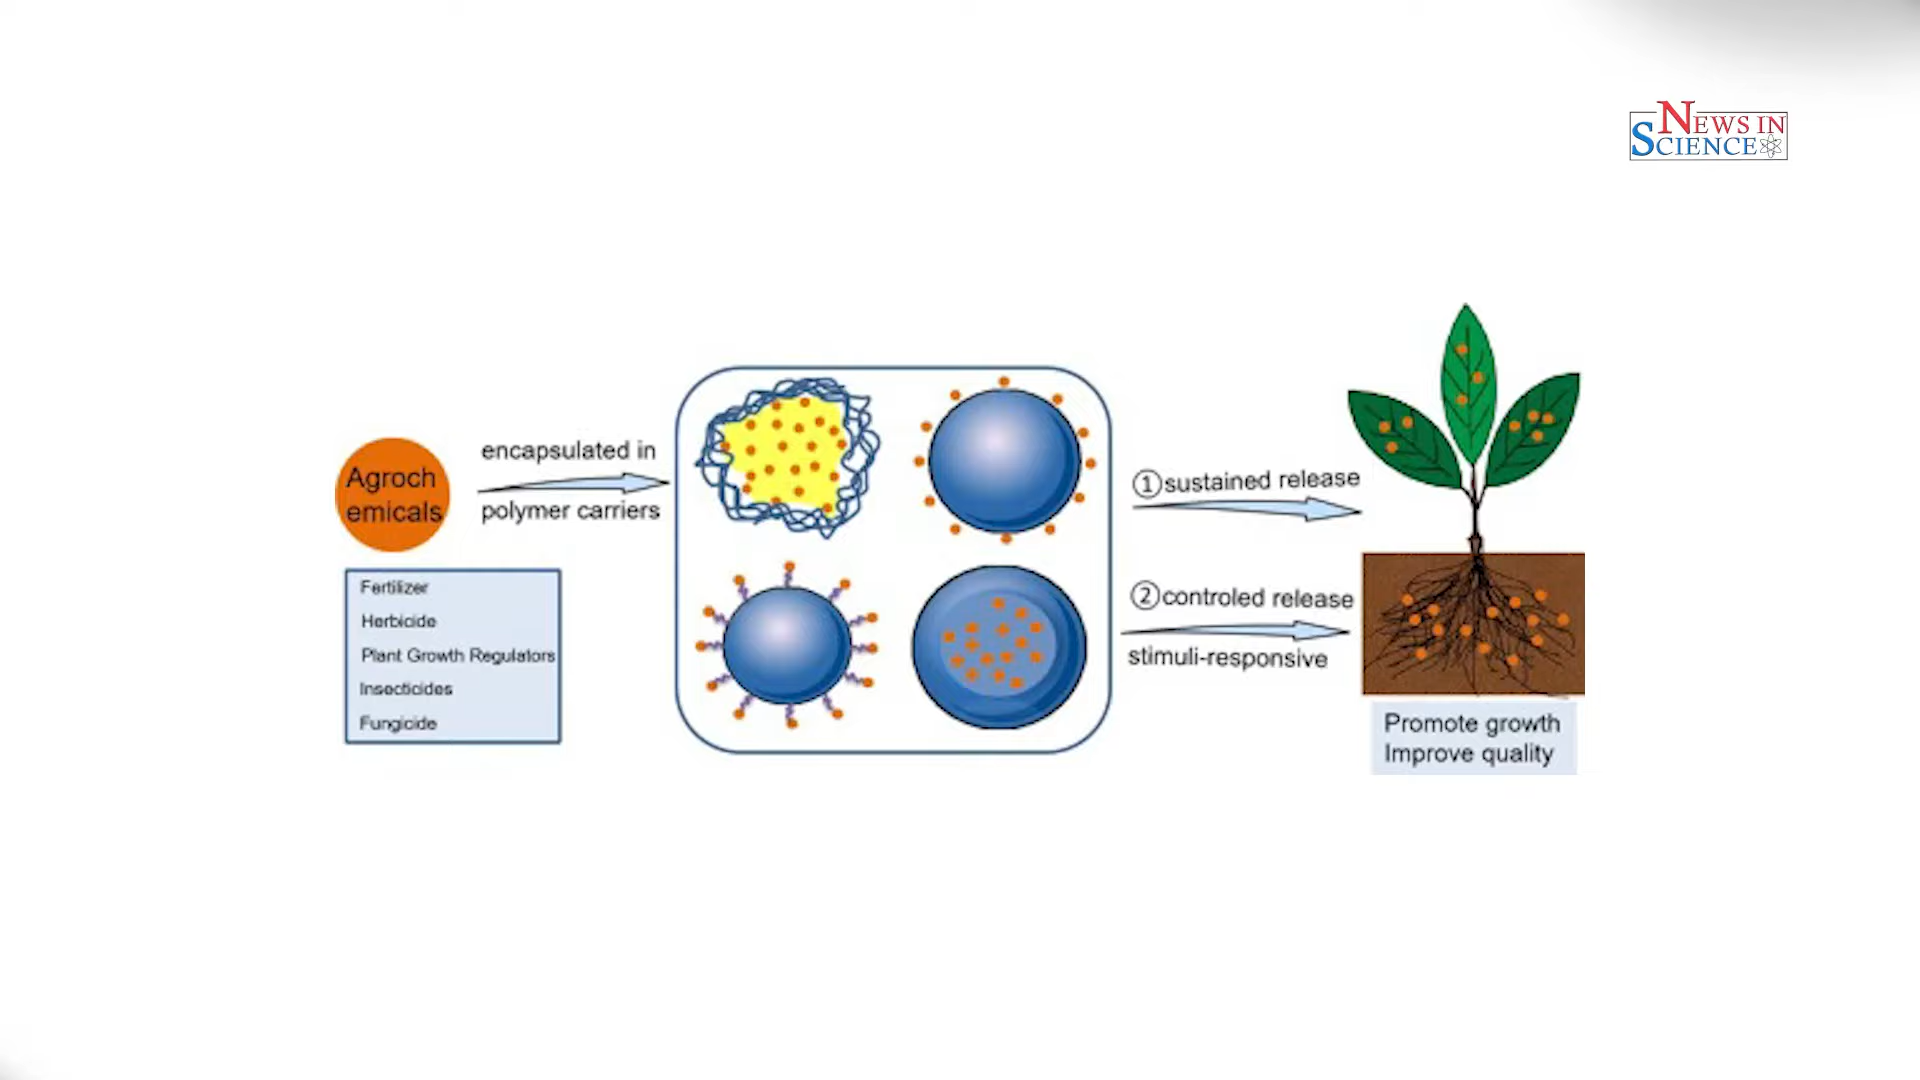 NEWS IN
SCIENCE
Agroch
emicals
Fertilizer
Herbicide
Plant Growth Regulators
Insecticides
Fungicide
encapsulated in
polymer carriers
①sustained release
②controled release
stimuli-responsive
Promote growth
Improve quality